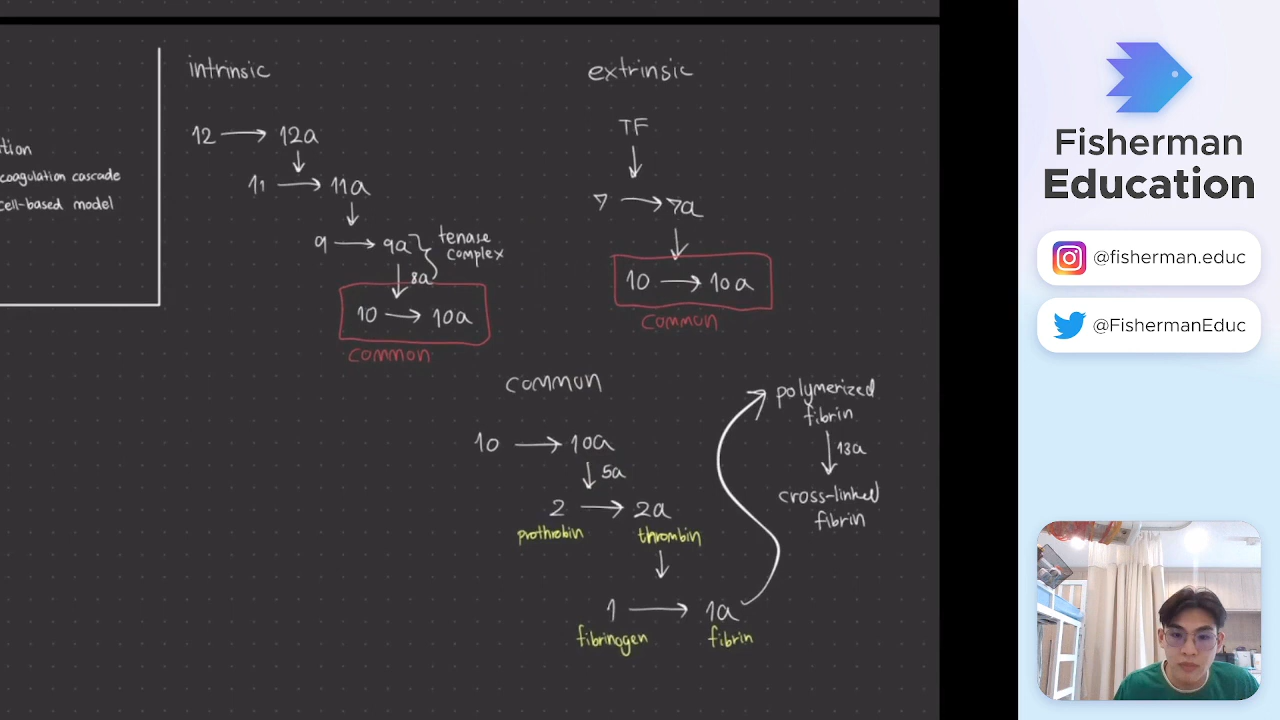 intrinsic
12 → 12a
11 → 11a
9 → 9a
tenase
complex
8a
10 → 10a
common
extrinsic
TF
7 → 7a
10 → 10a
common
tion
coagulation cascade
cell-based model
common
10 → 10a
5a
2 → 2a
prothrobin
thrombin
1 → 1a
fibrinogen
fibrin
polymerized
fibrin
13a
cross-linked
fibrin
Fisherman
Education
@fisherman.educ
@FishermanEduc